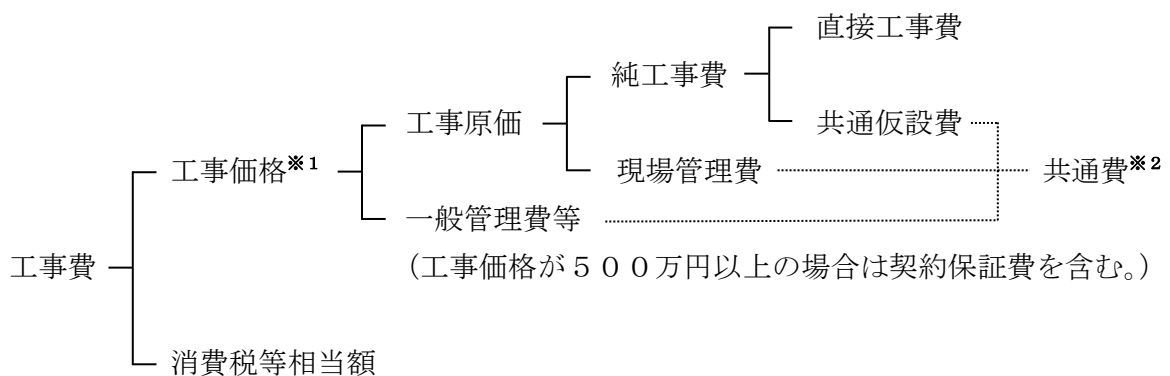 直接工事費
純工事費
工事原価
共通仮設費
工事価格※1
現場管理費
共通費※2
一般管理費等
工事費
（工事価格が５００万円以上の場合は契約保証費を含む。）
消費税等相当額